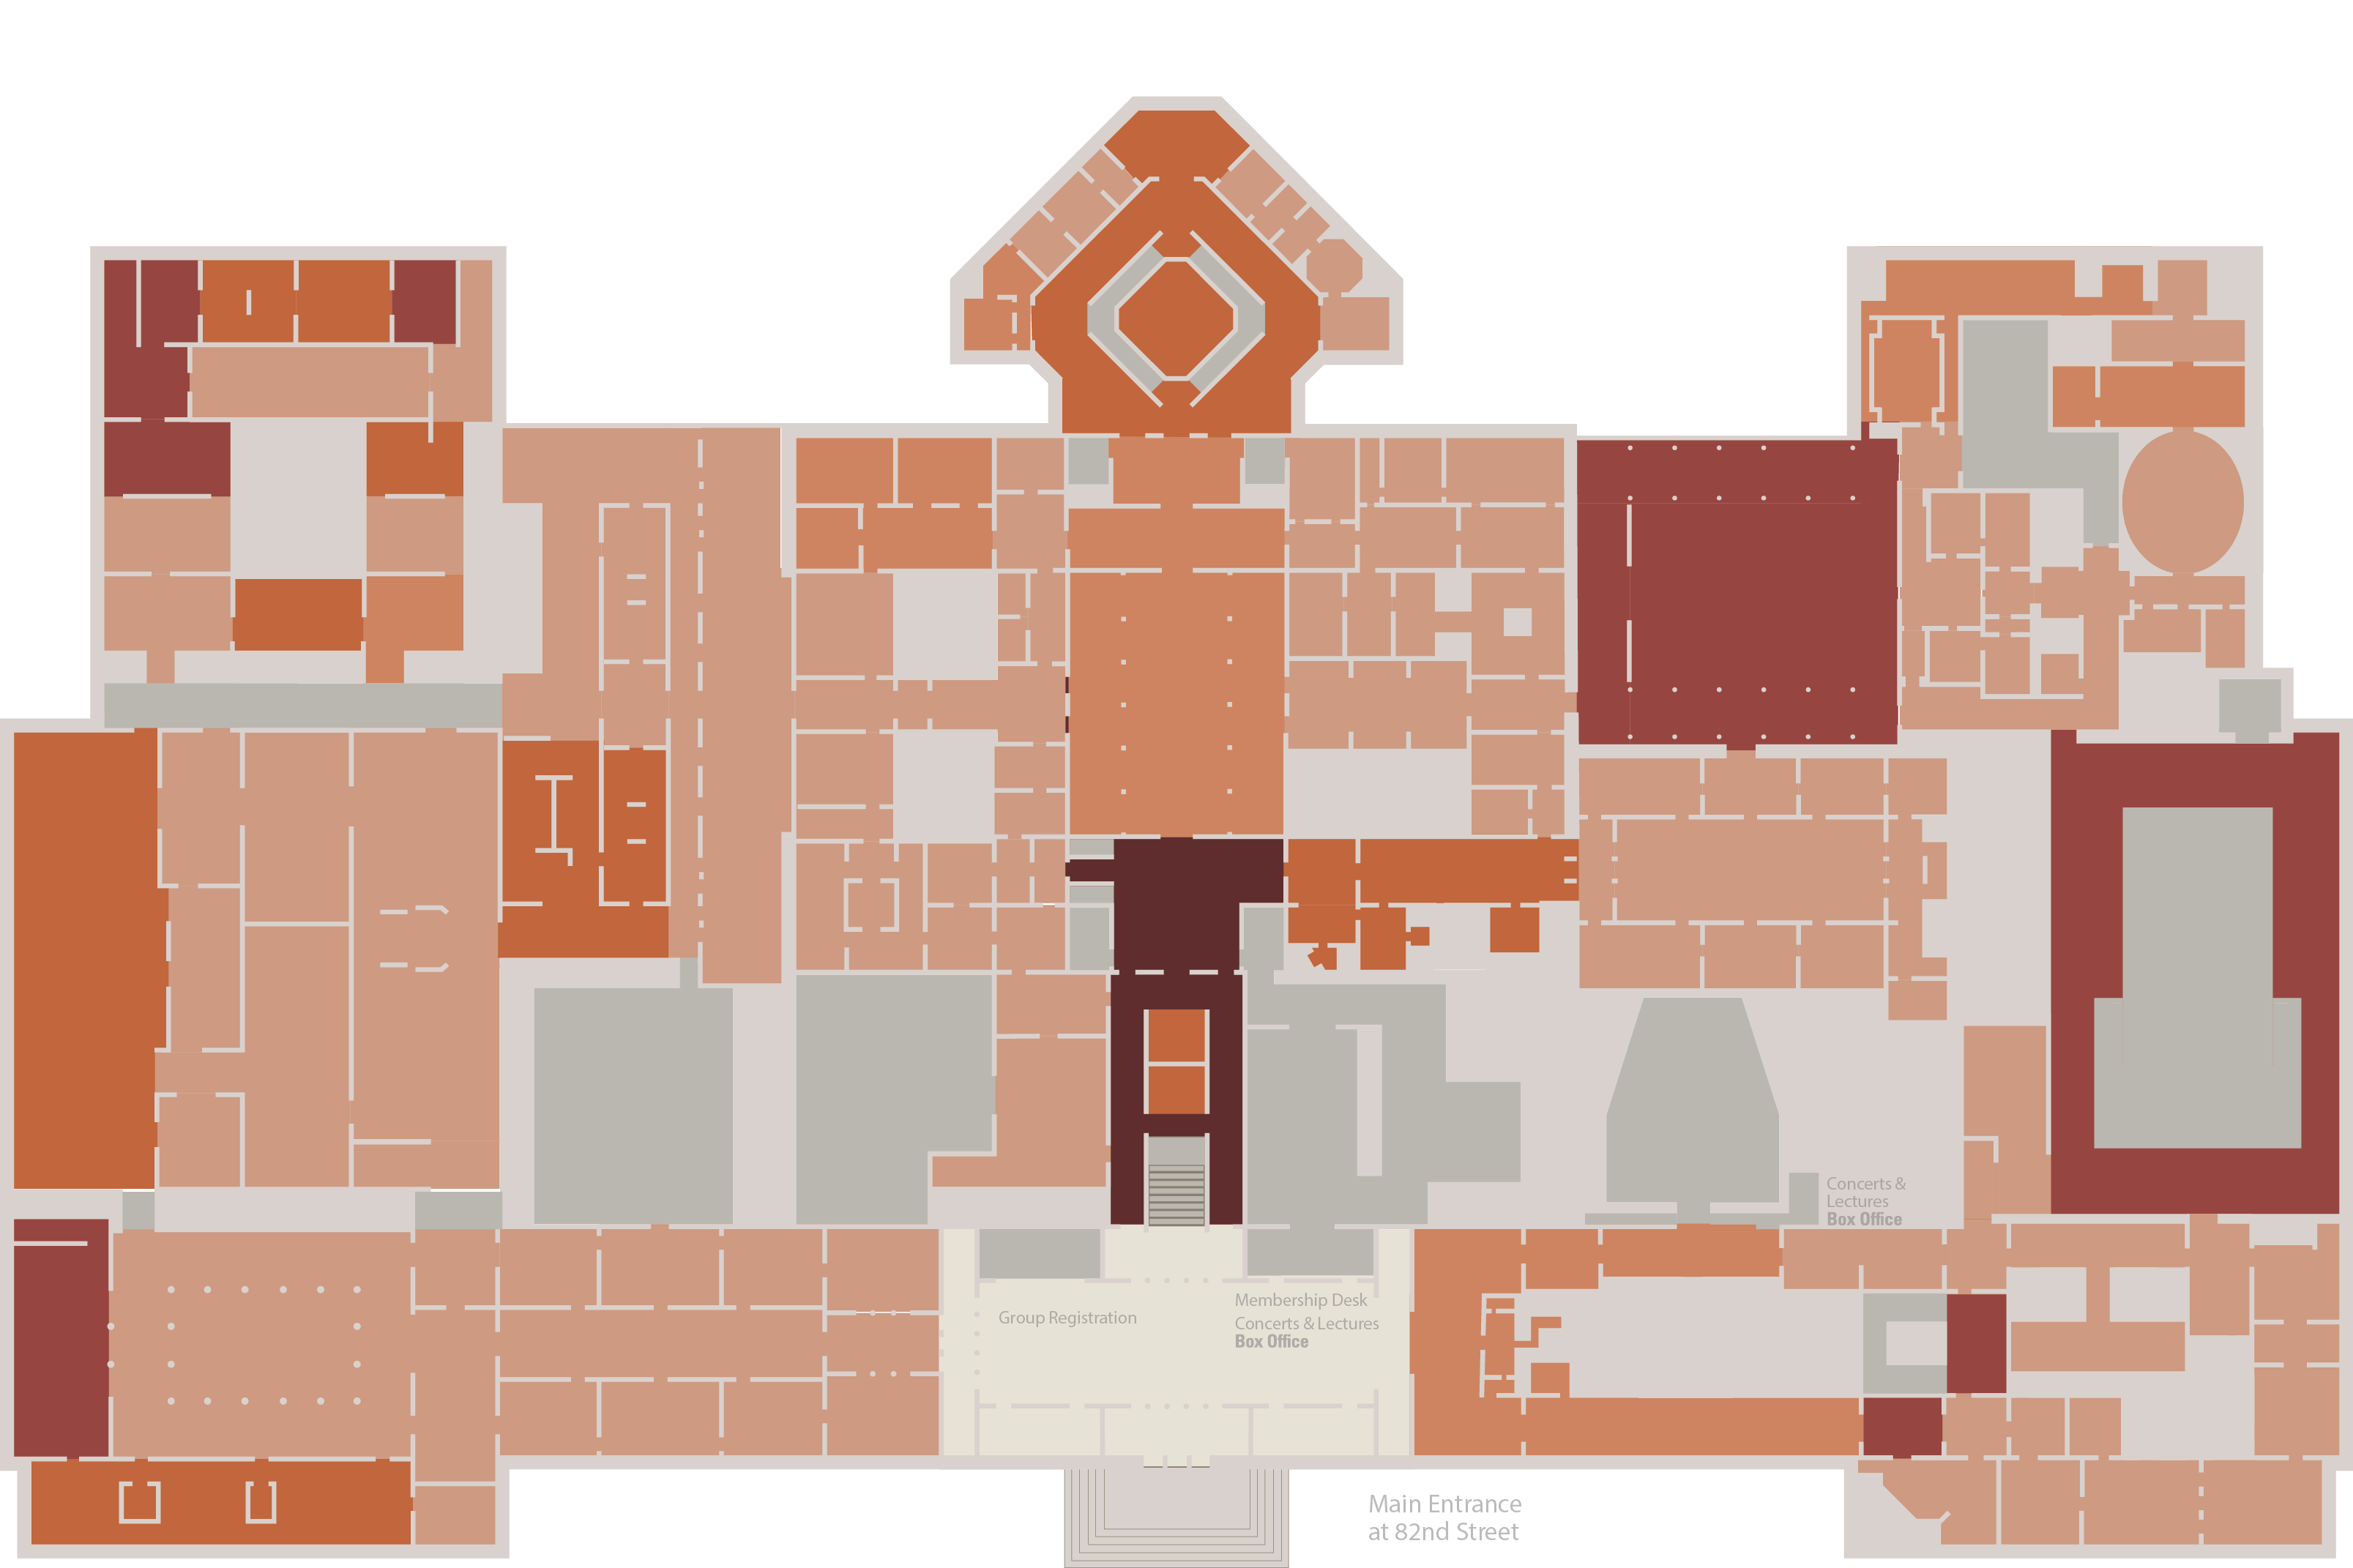 Concerts &
Lectures
Box Office
Group Registration
Membership Desk
Concerts & Lectures
Box Office
Main Entrance
at 82nd Street